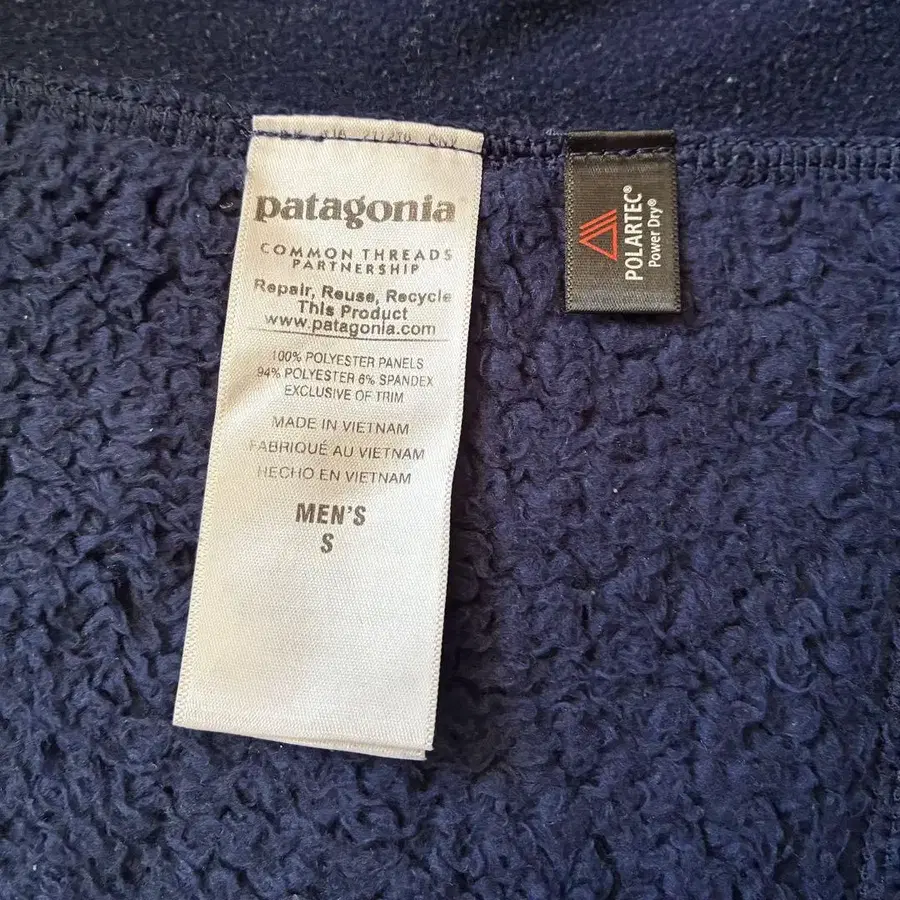 patagonia®
COMMON THREADS
PARTNERSHIP
Repair, Reuse, Recycle
This Product
www.patagonia.com
100% POLYESTER PANELS
94% POLYESTER 6% SPANDEX
EXCLUSIVE OF TRIM
MADE IN VIETNAM
FABRIQUÉ AU VIETNAM
HECHO EN VIETNAM
MEN'S
S
POLARTEC®
Power Dry®